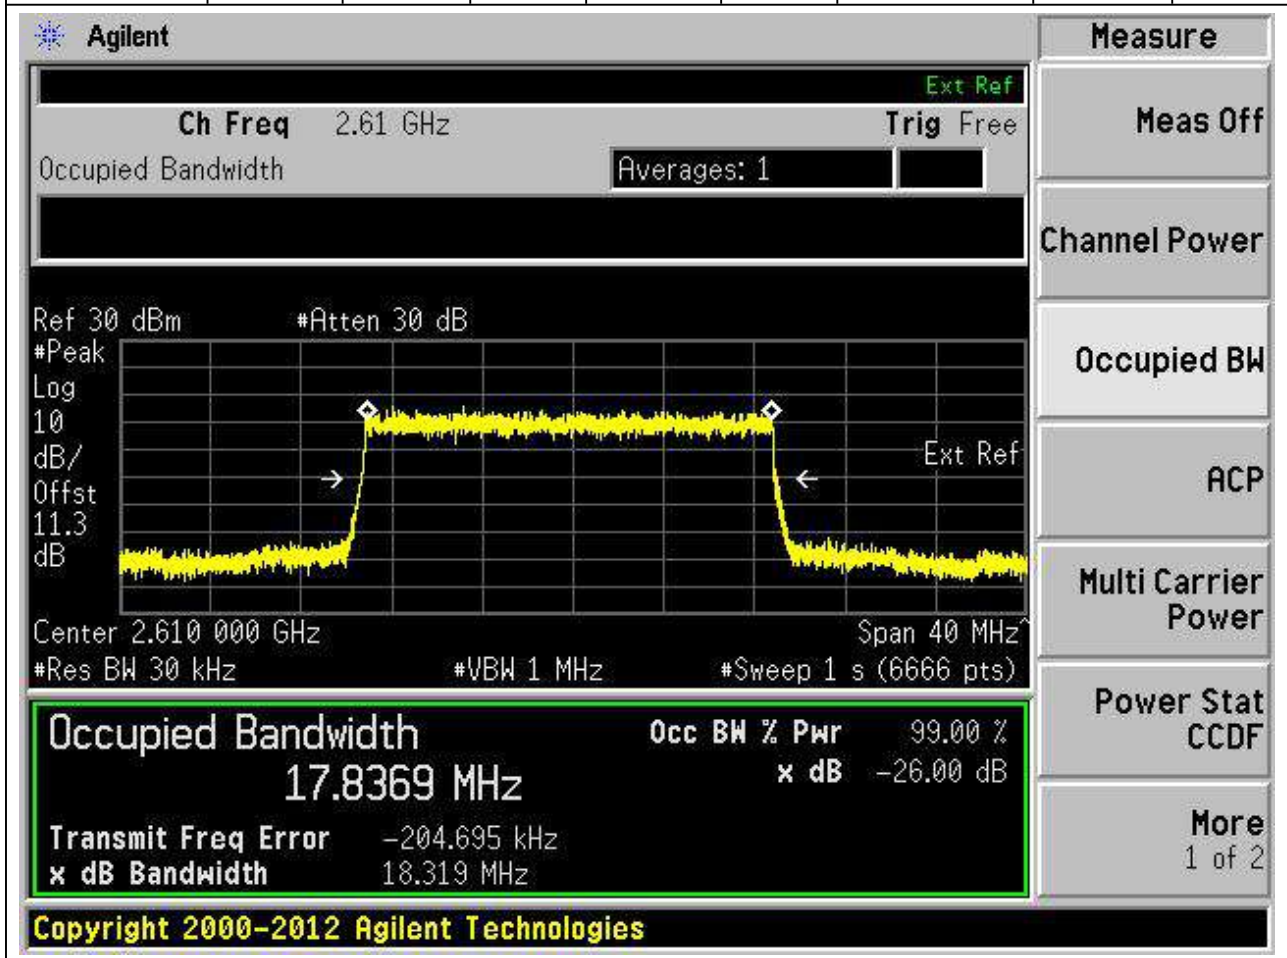 Agilent
Measure
Ext Ref
Ch Freq 2.61 GHz Trig Free
Meas Off
Occupied Bandwidth Averages: 1
Channel Power
Ref 30 dBm #Atten 30 dB
#Peak
Log
10
dB/
Offst
11.3
dB
Ext Ref
Occupied BW
ACP
Center 2.610 000 GHz Span 40 MHz^
#Res BW 30 kHz #VBW 1 MHz #Sweep 1 s (6666 pts)
Multi Carrier
Power
Occupied Bandwidth Occ BW % Pwr 99.00 %
17.8369 MHz x dB -26.00 dB
Transmit Freq Error -204.695 kHz
x dB Bandwidth 18.319 MHz
Power Stat
CCDF
More
1 of 2
Copyright 2000-2012 Agilent Technologies